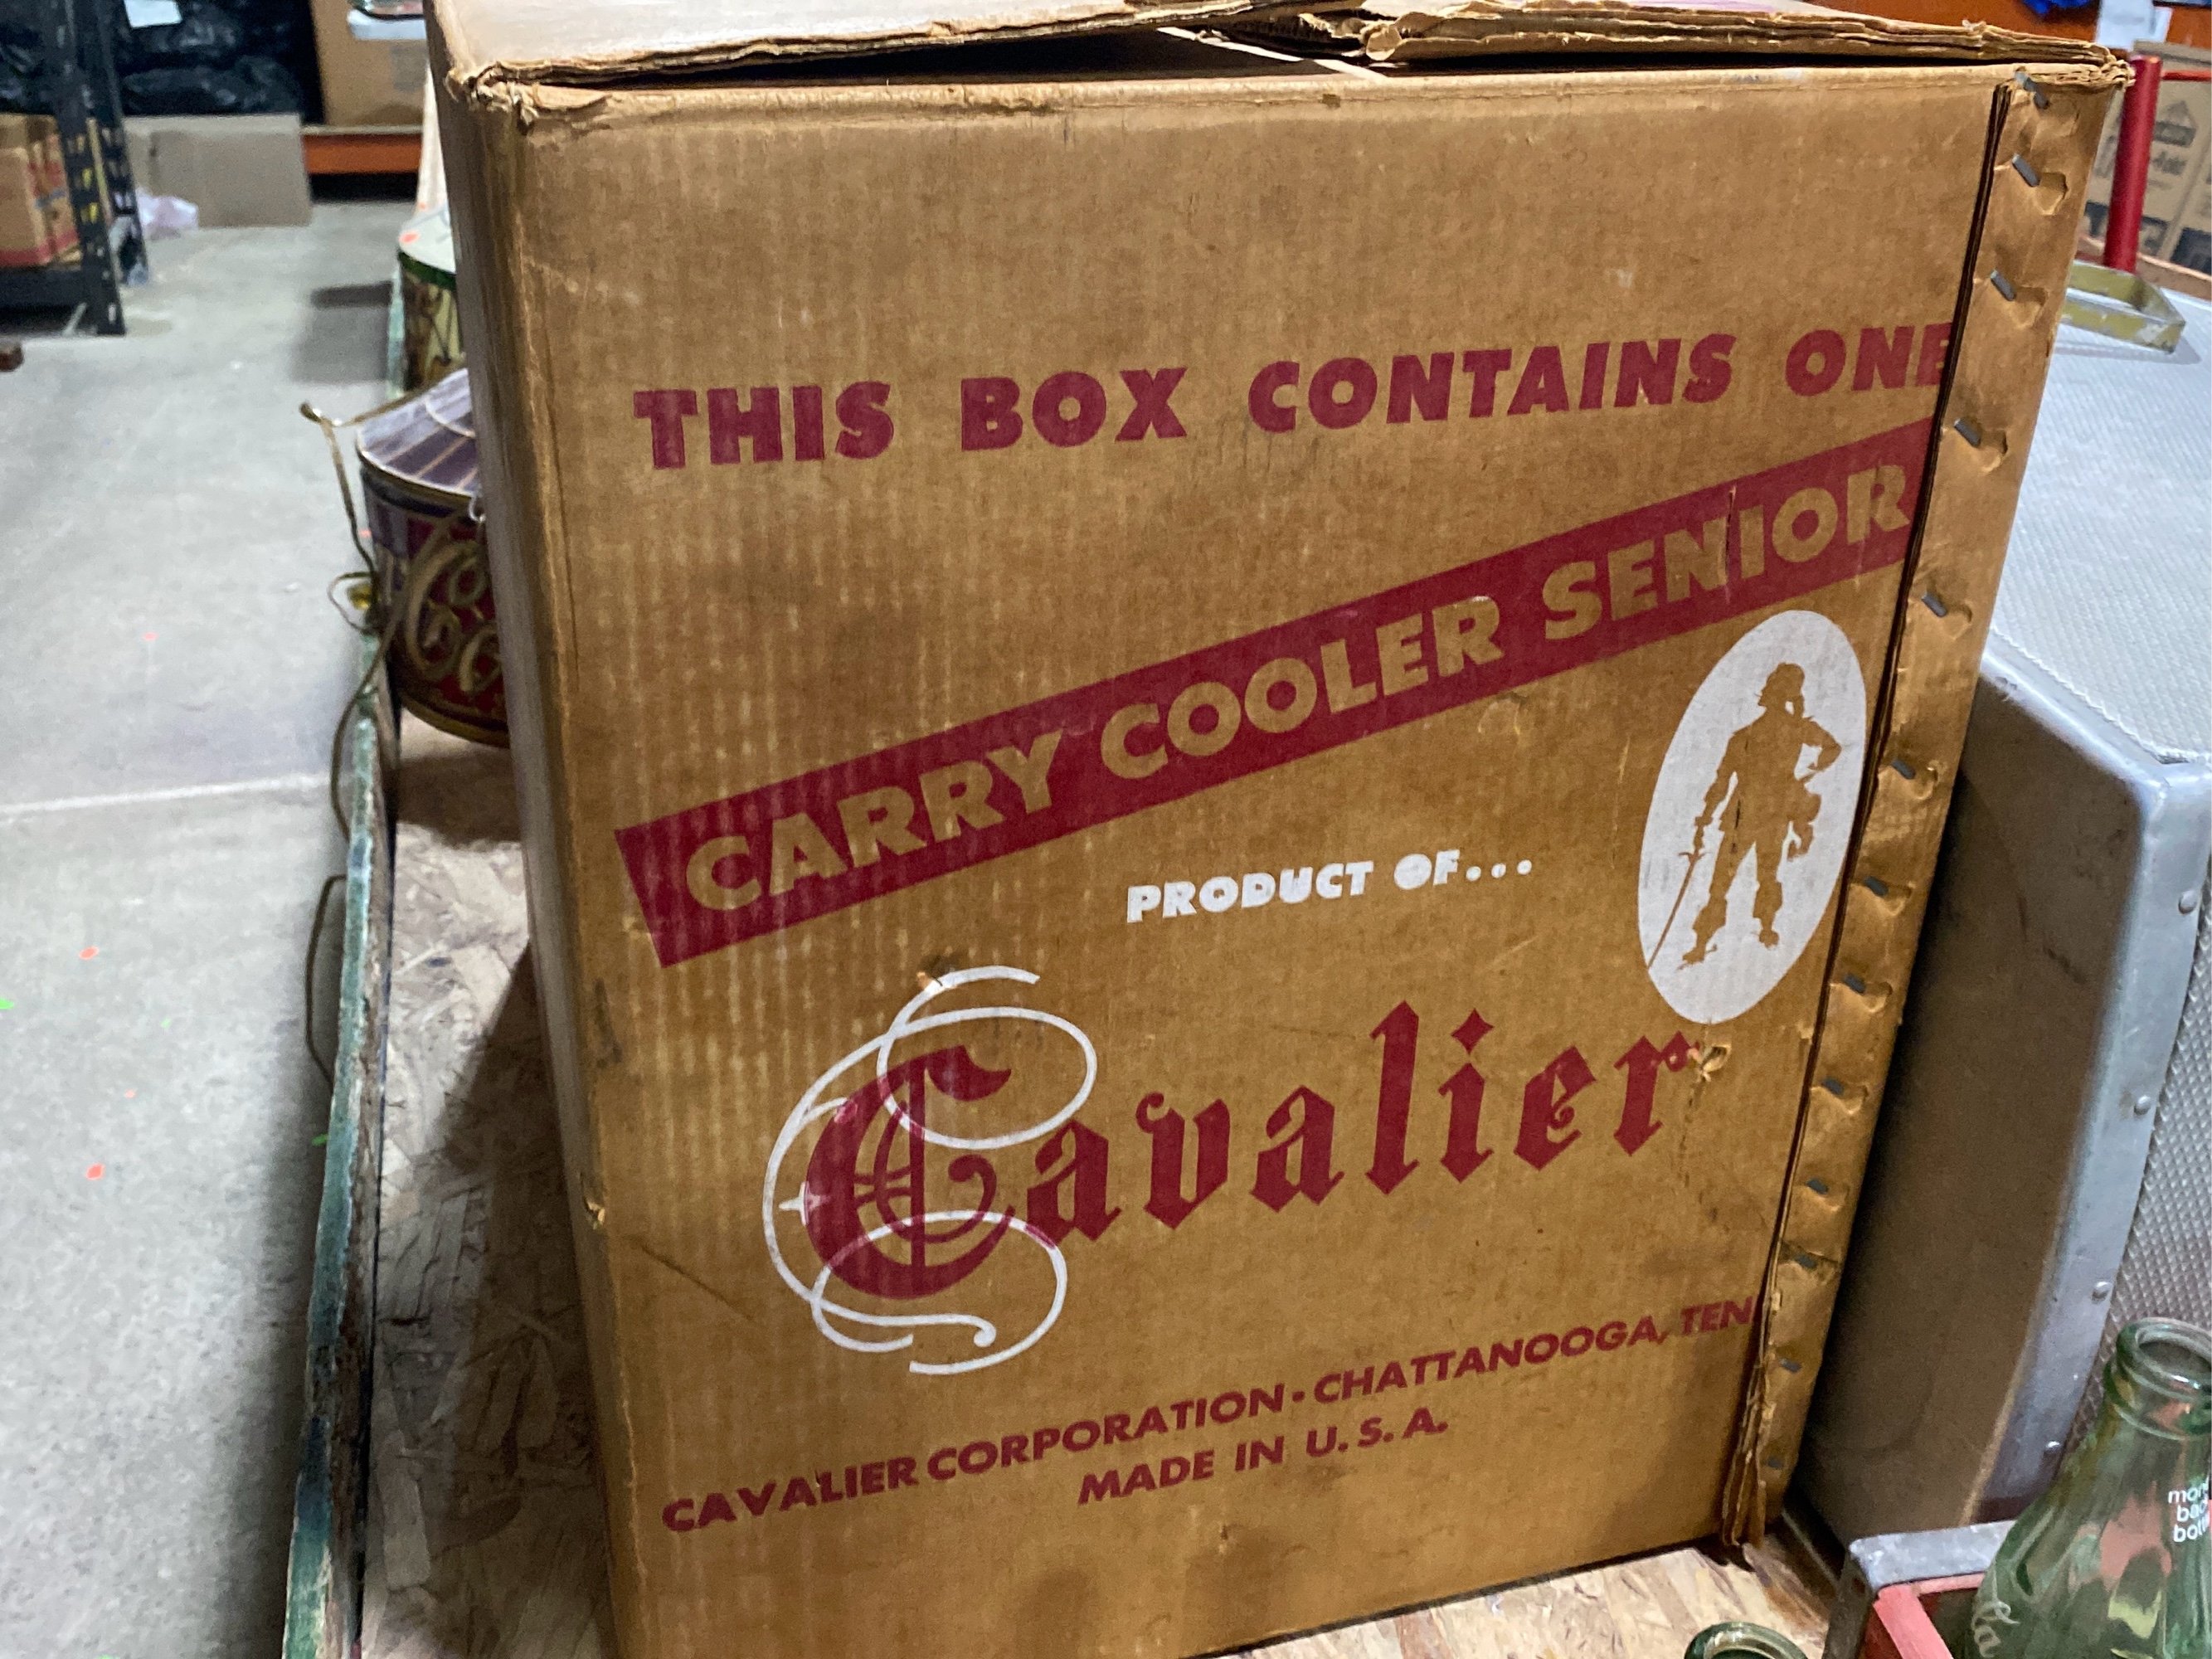 THIS BOX CONTAINS ONE
CARRY COOLER SENIOR
PRODUCT OF...
Cavalier
CAVALIER CORPORATION · CHATTANOOGA, TEN
MADE IN U.S.A.